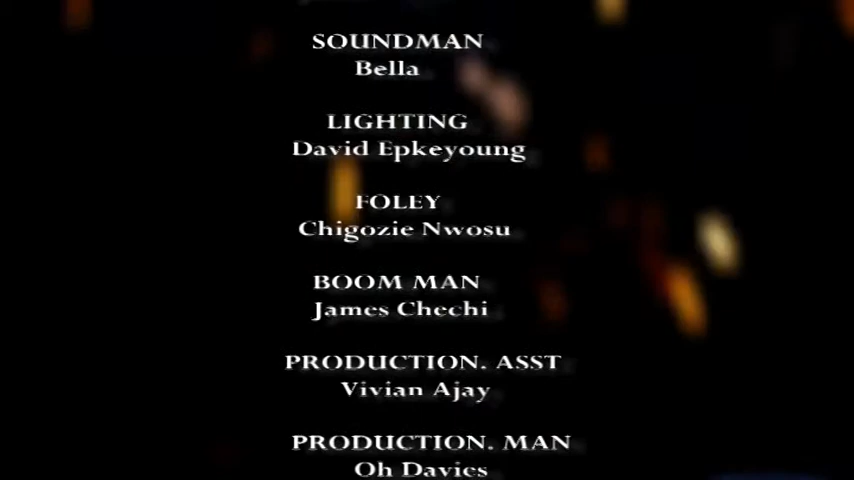 SOUNDMAN
Bella
LIGHTING
David Epkeyoung
FOLEY
Chigozie Nwosu
BOOM MAN
James Chechi
PRODUCTION. ASST
Vivian Ajay
PRODUCTION. MAN
Oh Davies